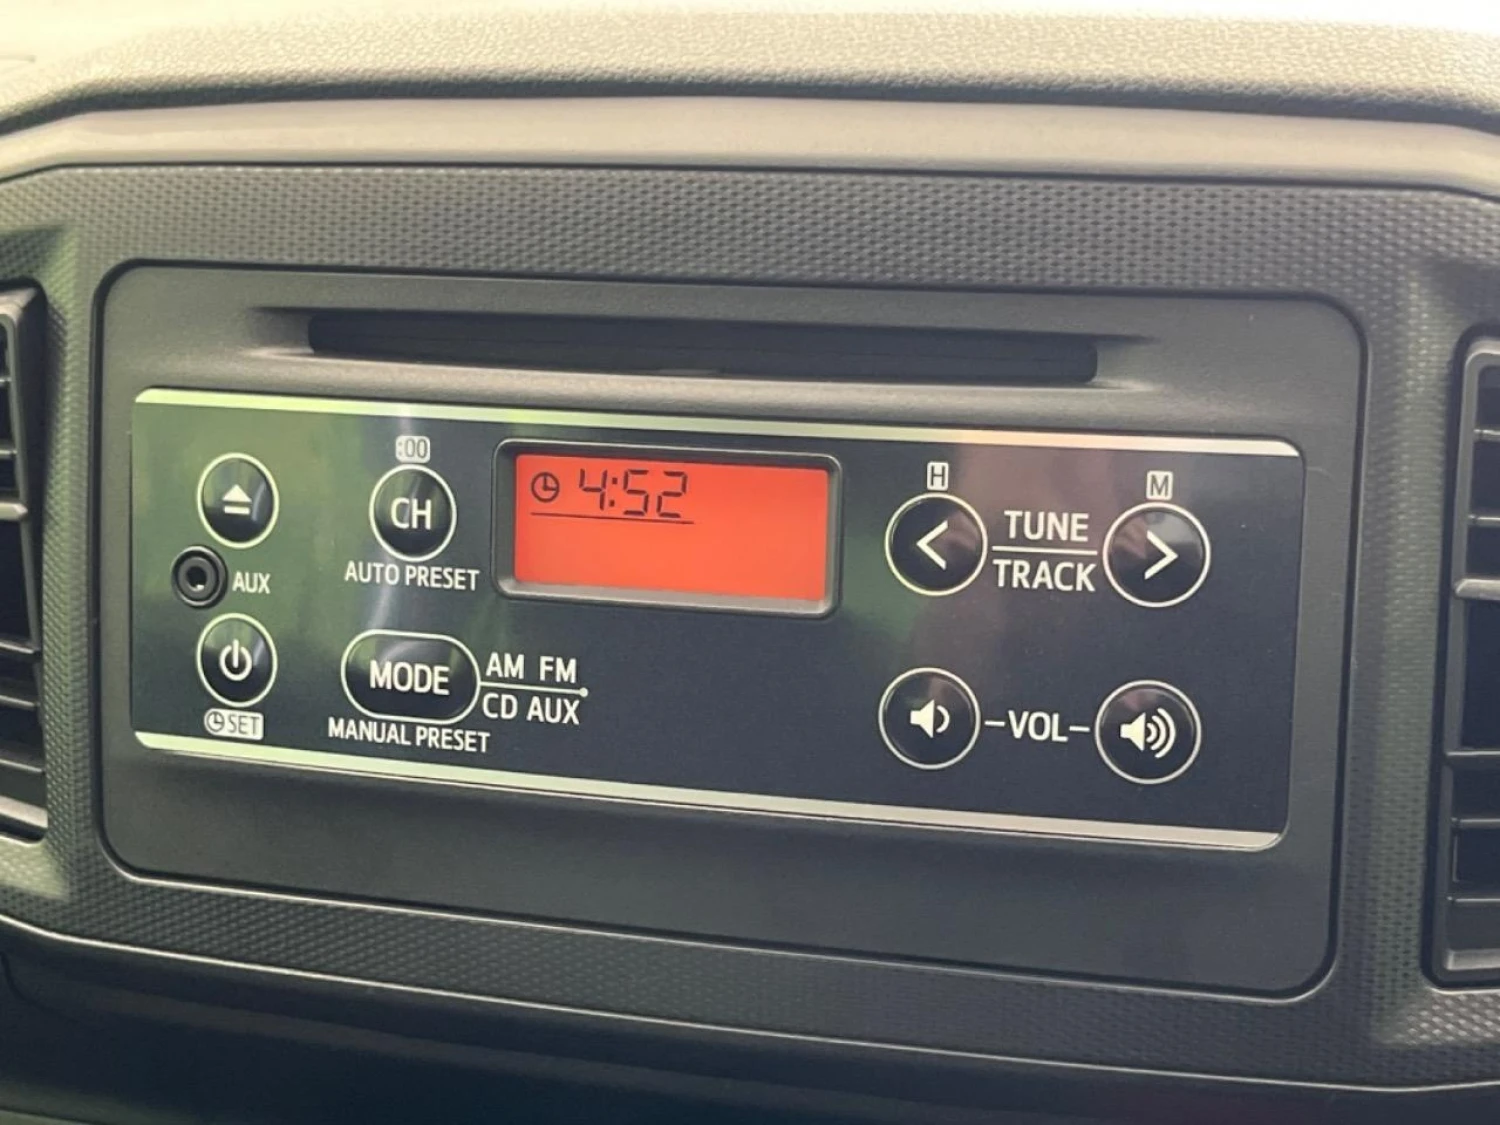 :00
CH
AUTO PRESET
4:52
H
M
TUNE
TRACK
AUX
SET
MODE
AM FM
CD AUX
MANUAL PRESET
-VOL-